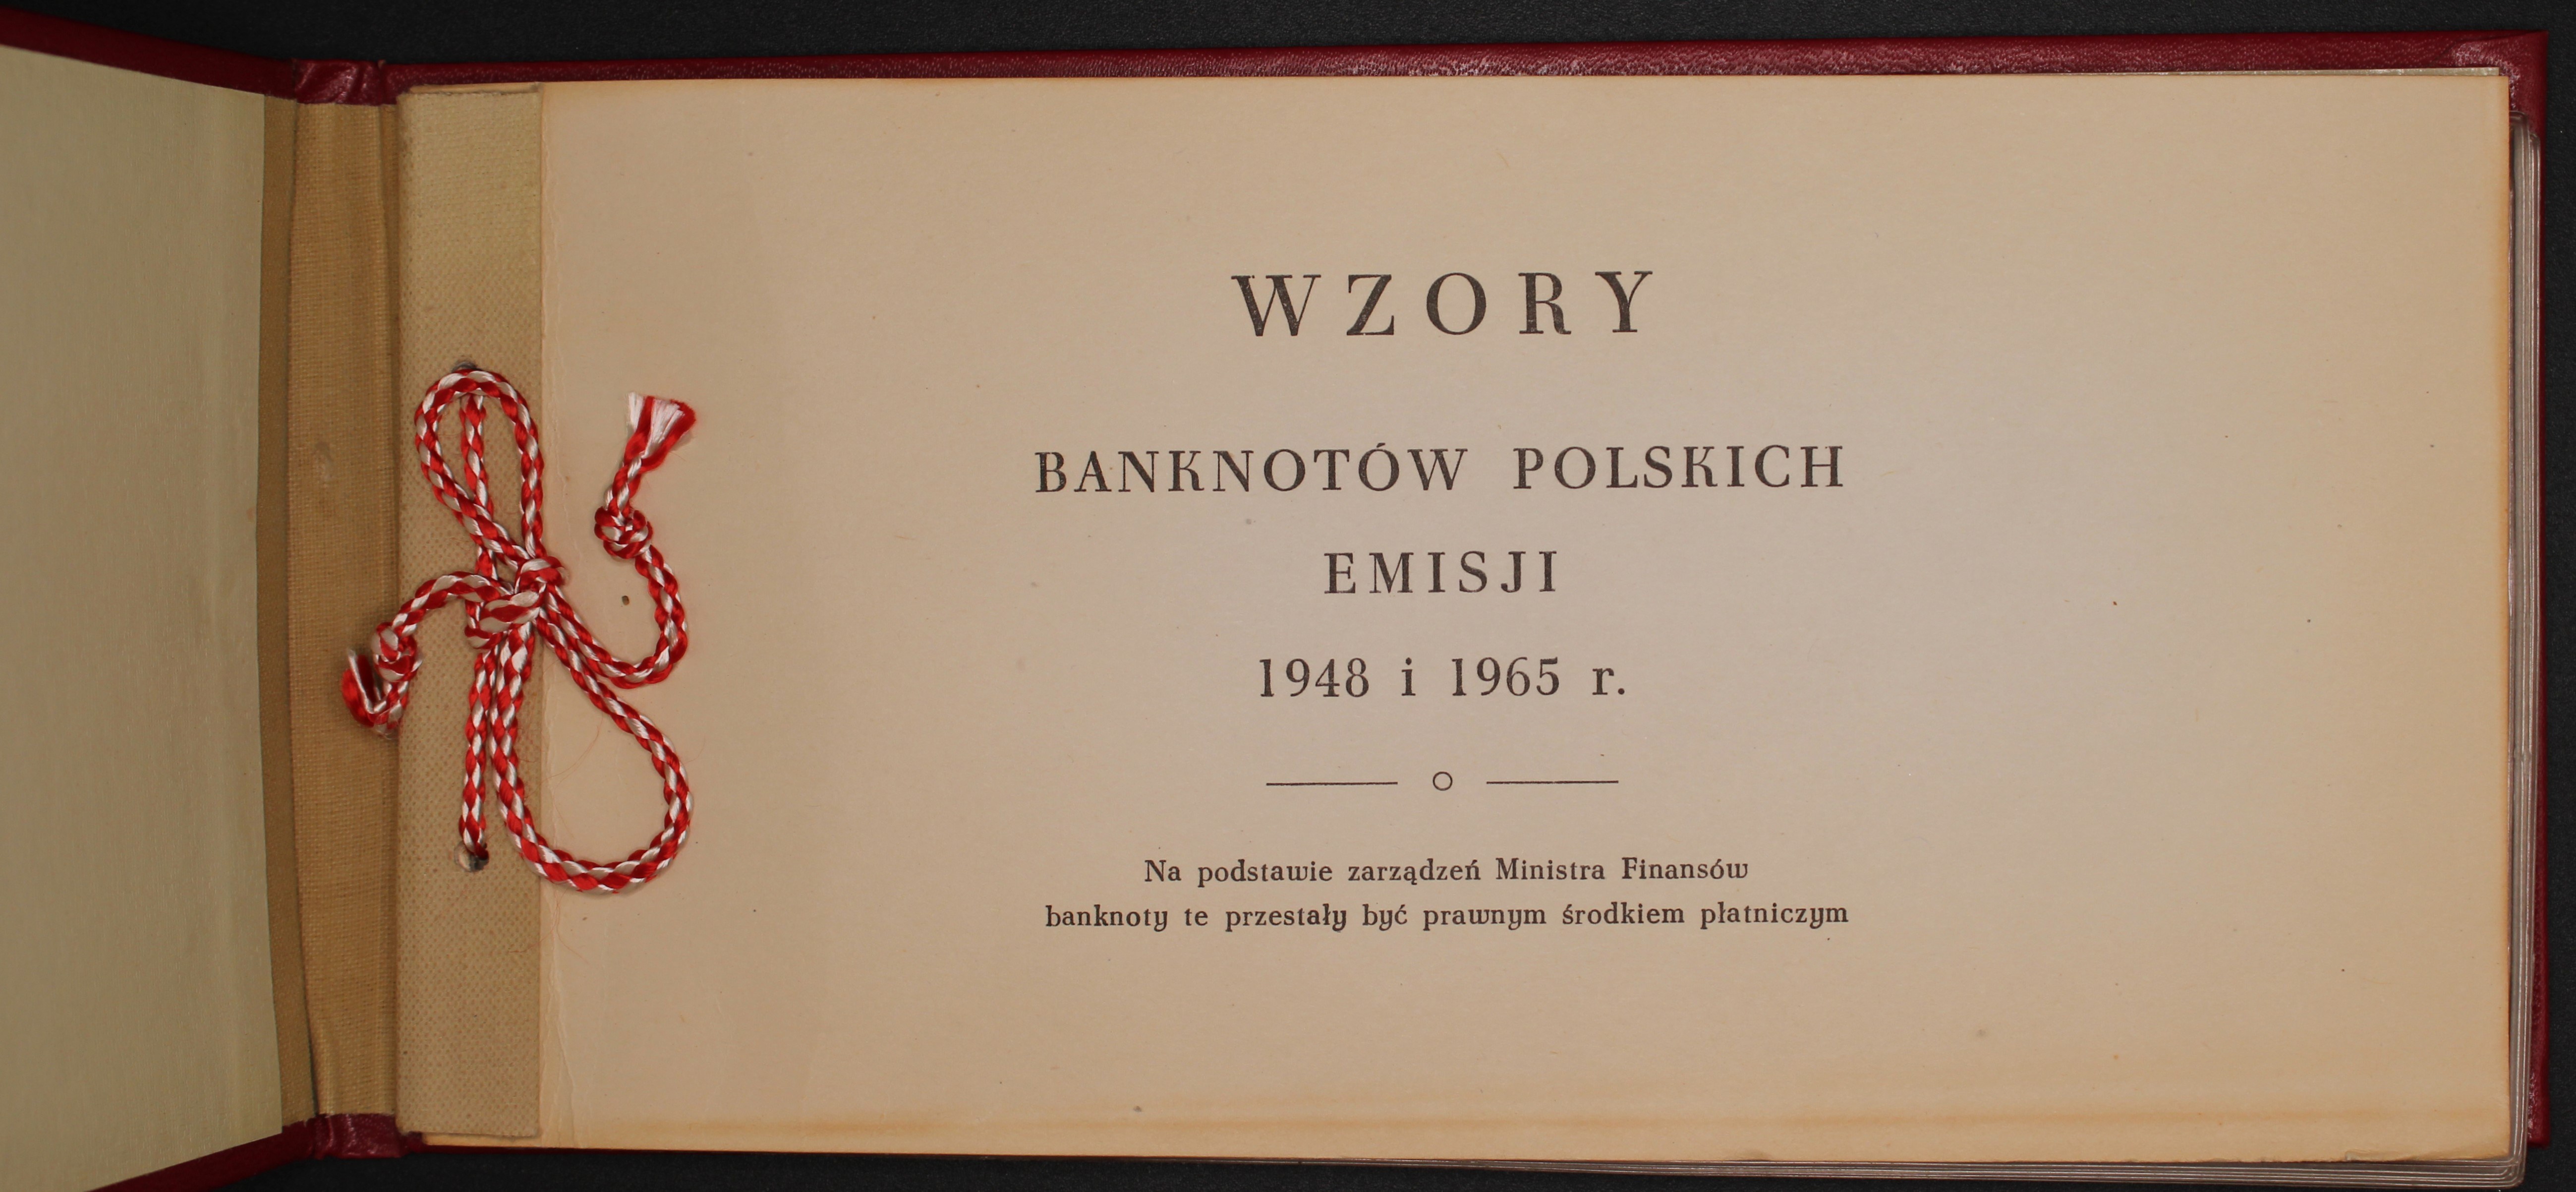 WZORY
BANKNOTÓW POLSKICH
EMISJI
1948 i 1965 r.
Na podstawie zarządzeń Ministra Finansów
banknoty te przestały być prawnym środkiem płatniczym